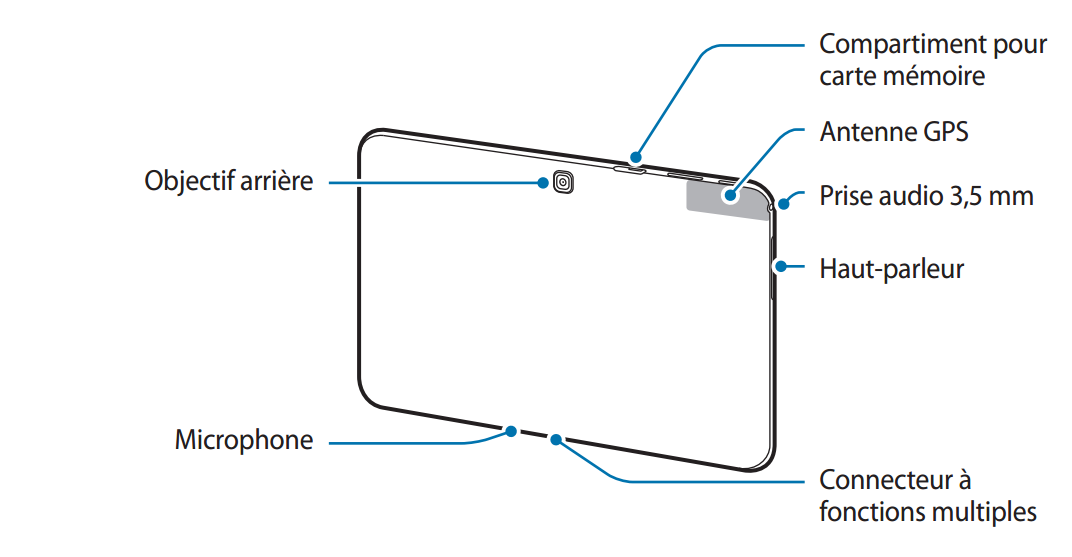 Compartiment pour
carte mémoire
Antenne GPS
Objectif arrière
Prise audio 3,5 mm
Haut-parleur
Microphone
Connecteur à
fonctions multiples